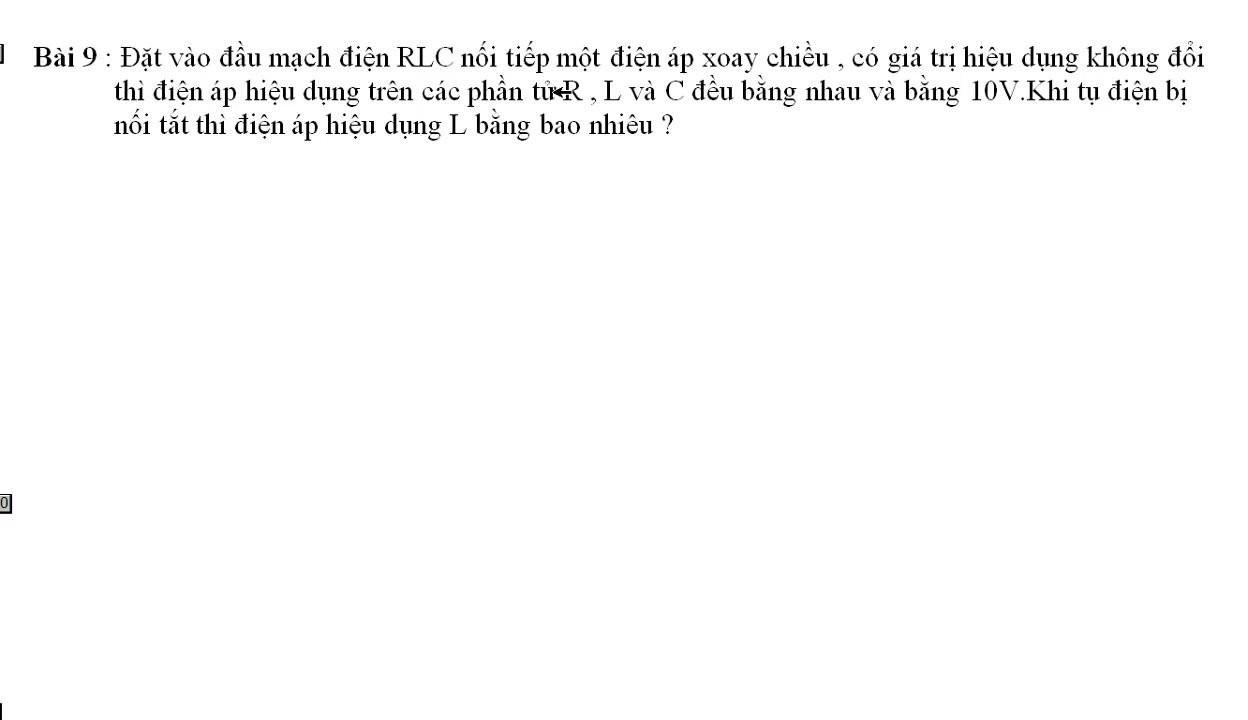 Bài 9 : Đặt vào đầu mạch điện RLC nối tiếp một điện áp xoay chiều , có giá trị hiệu dụng không đổi
thì điện áp hiệu dụng trên các phần tử R , L và C đều bằng nhau và bằng 10V.Khi tụ điện bị
nối tắt thì điện áp hiệu dụng L bằng bao nhiêu ?
0